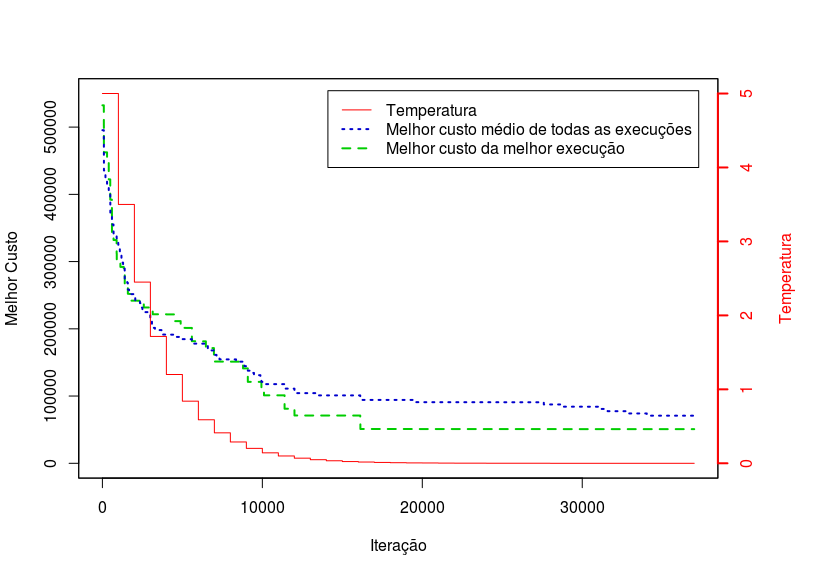 Temperatura
Melhor custo médio de todas as execuções
Melhor custo da melhor execução
Melhor Custo
0
100000
200000
300000
400000
500000
0
10000
20000
30000
Iteração
0
1
2
3
4
5
Temperatura